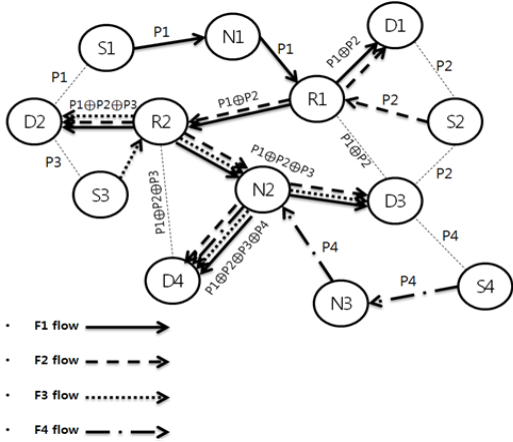 D1
S1
P1
N1
P1
P1⊕P2
P2
P1
P1⊕P2⊕P3
P1⊕P2
R1
P2
S2
D2
R2
P1⊕P2
P3
P1⊕P2⊕P3
P2
S3
P1⊕P2⊕P3
N2
D3
P1⊕P2⊕P3⊕P4
P4
P4
D4
P4
S4
N3
· F1 flow
· F2 flow
· F3 flow
· F4 flow